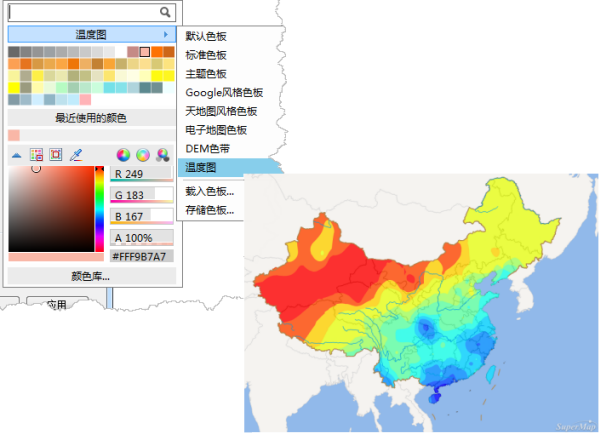 温度图
最近使用的颜色
R 249
G 183
B 167
A 100%
#FFF9B7A7
颜色库...
应用
默认色板
标准色板
主题色板
Google风格色板
天地图风格色板
电子地图色板
DEM色带
温度图
载入色板...
存储色板...
SuperMap